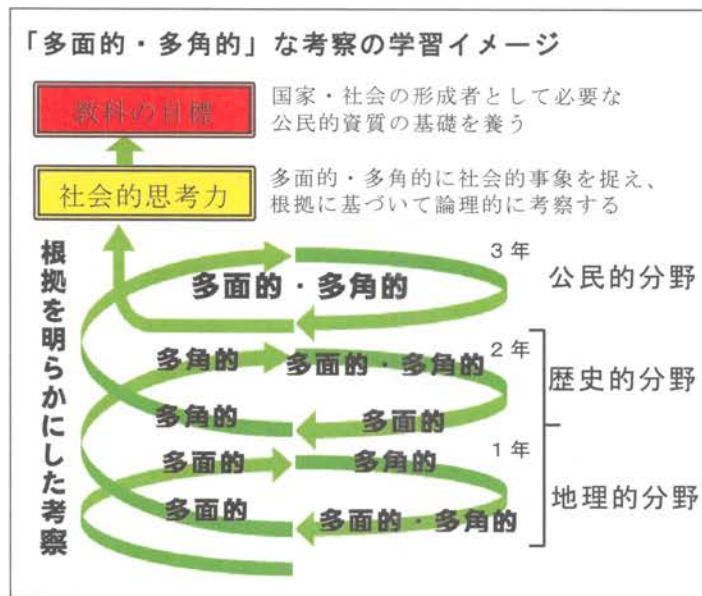 「多面的・多角的」な考察の学習イメージ
教科の目標
国家・社会の形成者として必要な
公民的資質の基礎を養う
社会的思考力
多面的・多角的に社会的事象を捉え、
根拠に基づいて論理的に考察する
根拠を明らかにした考察
3年
公民的分野
多面的・多角的
2年
歴史的分野
多角的
多面的・多角的
多角的
多面的
1年
地理的分野
多面的
多角的
多面的
多面的・多角的